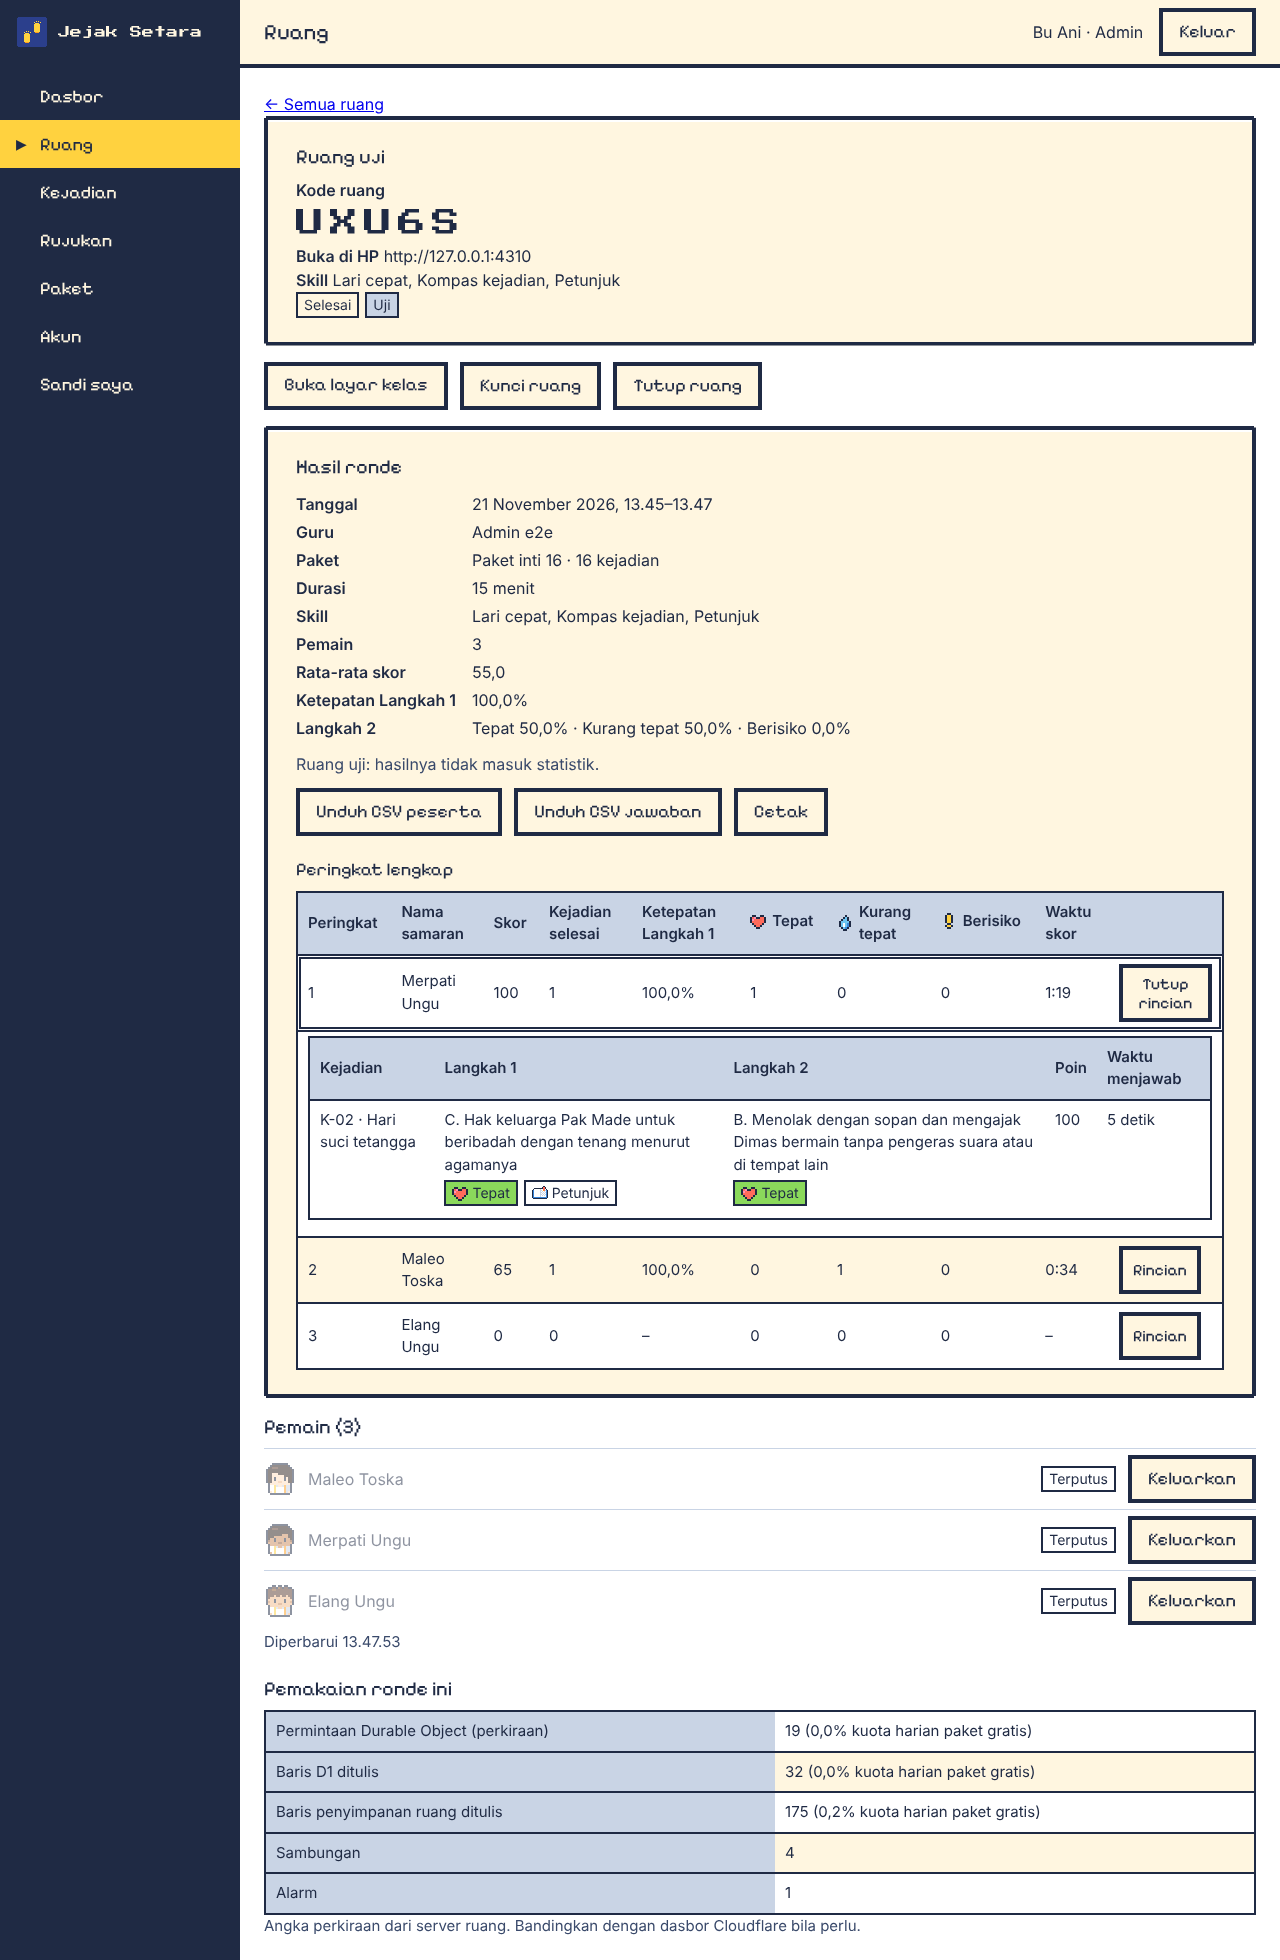 Jejak Setara
Ruang
Bu Ani · Admin
Keluar
Dasbor
▶ Ruang
Kejadian
Rujukan
Paket
Akun
Sandi saya
← Semua ruang
Ruang uji
Kode ruang
UXU6S
Buka di HP http://127.0.0.1:4310
Skill Lari cepat, Kompas kejadian, Petunjuk
Selesai Uji
Buka layar kelas
Kunci ruang
Tutup ruang
Hasil ronde
Tanggal 21 November 2026, 13.45–13.47
Guru Admin e2e
Paket Paket inti 16 · 16 kejadian
Durasi 15 menit
Skill Lari cepat, Kompas kejadian, Petunjuk
Pemain 3
Rata-rata skor 55,0
Ketepatan Langkah 1 100,0%
Langkah 2 Tepat 50,0% · Kurang tepat 50,0% · Berisiko 0,0%
Ruang uji: hasilnya tidak masuk statistik.
Unduh CSV peserta
Unduh CSV jawaban
Cetak
Peringkat lengkap
Peringkat
Nama
samaran
Skor
Kejadian
selesai
Ketepatan
Langkah 1
Tepat
Kurang
tepat
Berisiko
Waktu
skor
1
Merpati
Ungu
100
1
100,0%
1
0
0
1:19
Tutup
rincian
Kejadian
Langkah 1
Langkah 2
Poin
Waktu
menjawab
K-02 · Hari
suci tetangga
C. Hak keluarga Pak Made untuk
beribadah dengan tenang menurut
agamanya
Tepat Petunjuk
B. Menolak dengan sopan dan mengajak
Dimas bermain tanpa pengeras suara atau
di tempat lain
Tepat
100
5 detik
2
Maleo
Toska
65
1
100,0%
0
1
0
0:34
Rincian
3
Elang
Ungu
0
0
–
0
0
0
–
Rincian
Pemain (3)
Maleo Toska
Terputus
Keluarkan
Merpati Ungu
Terputus
Keluarkan
Elang Ungu
Terputus
Keluarkan
Diperbarui 13.47.53
Pemakaian ronde ini
Permintaan Durable Object (perkiraan) 19 (0,0% kuota harian paket gratis)
Baris D1 ditulis 32 (0,0% kuota harian paket gratis)
Baris penyimpanan ruang ditulis 175 (0,2% kuota harian paket gratis)
Sambungan 4
Alarm 1
Angka perkiraan dari server ruang. Bandingkan dengan dasbor Cloudflare bila perlu.